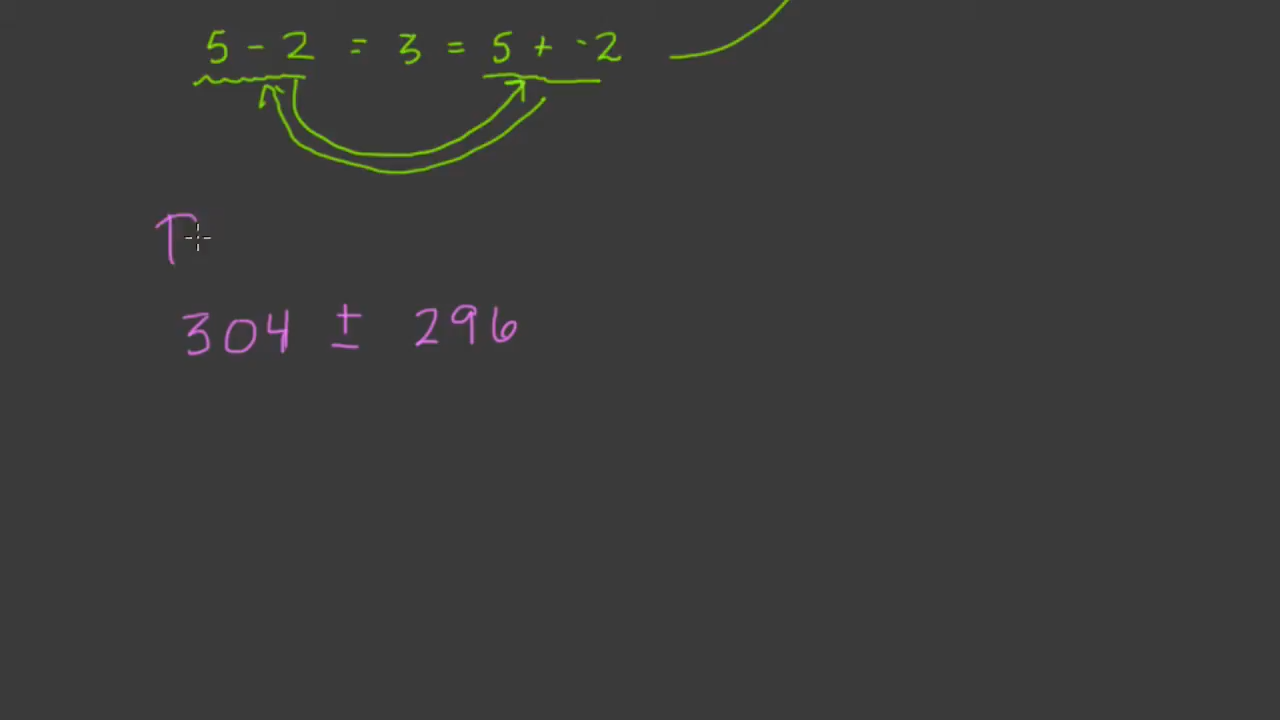 5 - 2 = 3 = 5 + -2
304 ± 296